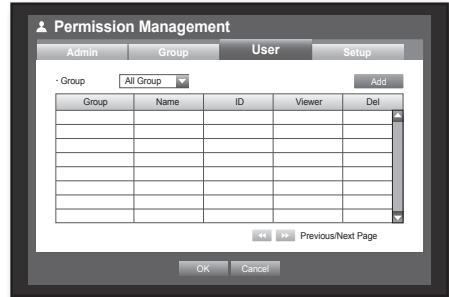 Permission Management
Admin Group User Setup
· Group All Group Add
Group Name ID Viewer Del
Previous/Next Page
OK Cancel